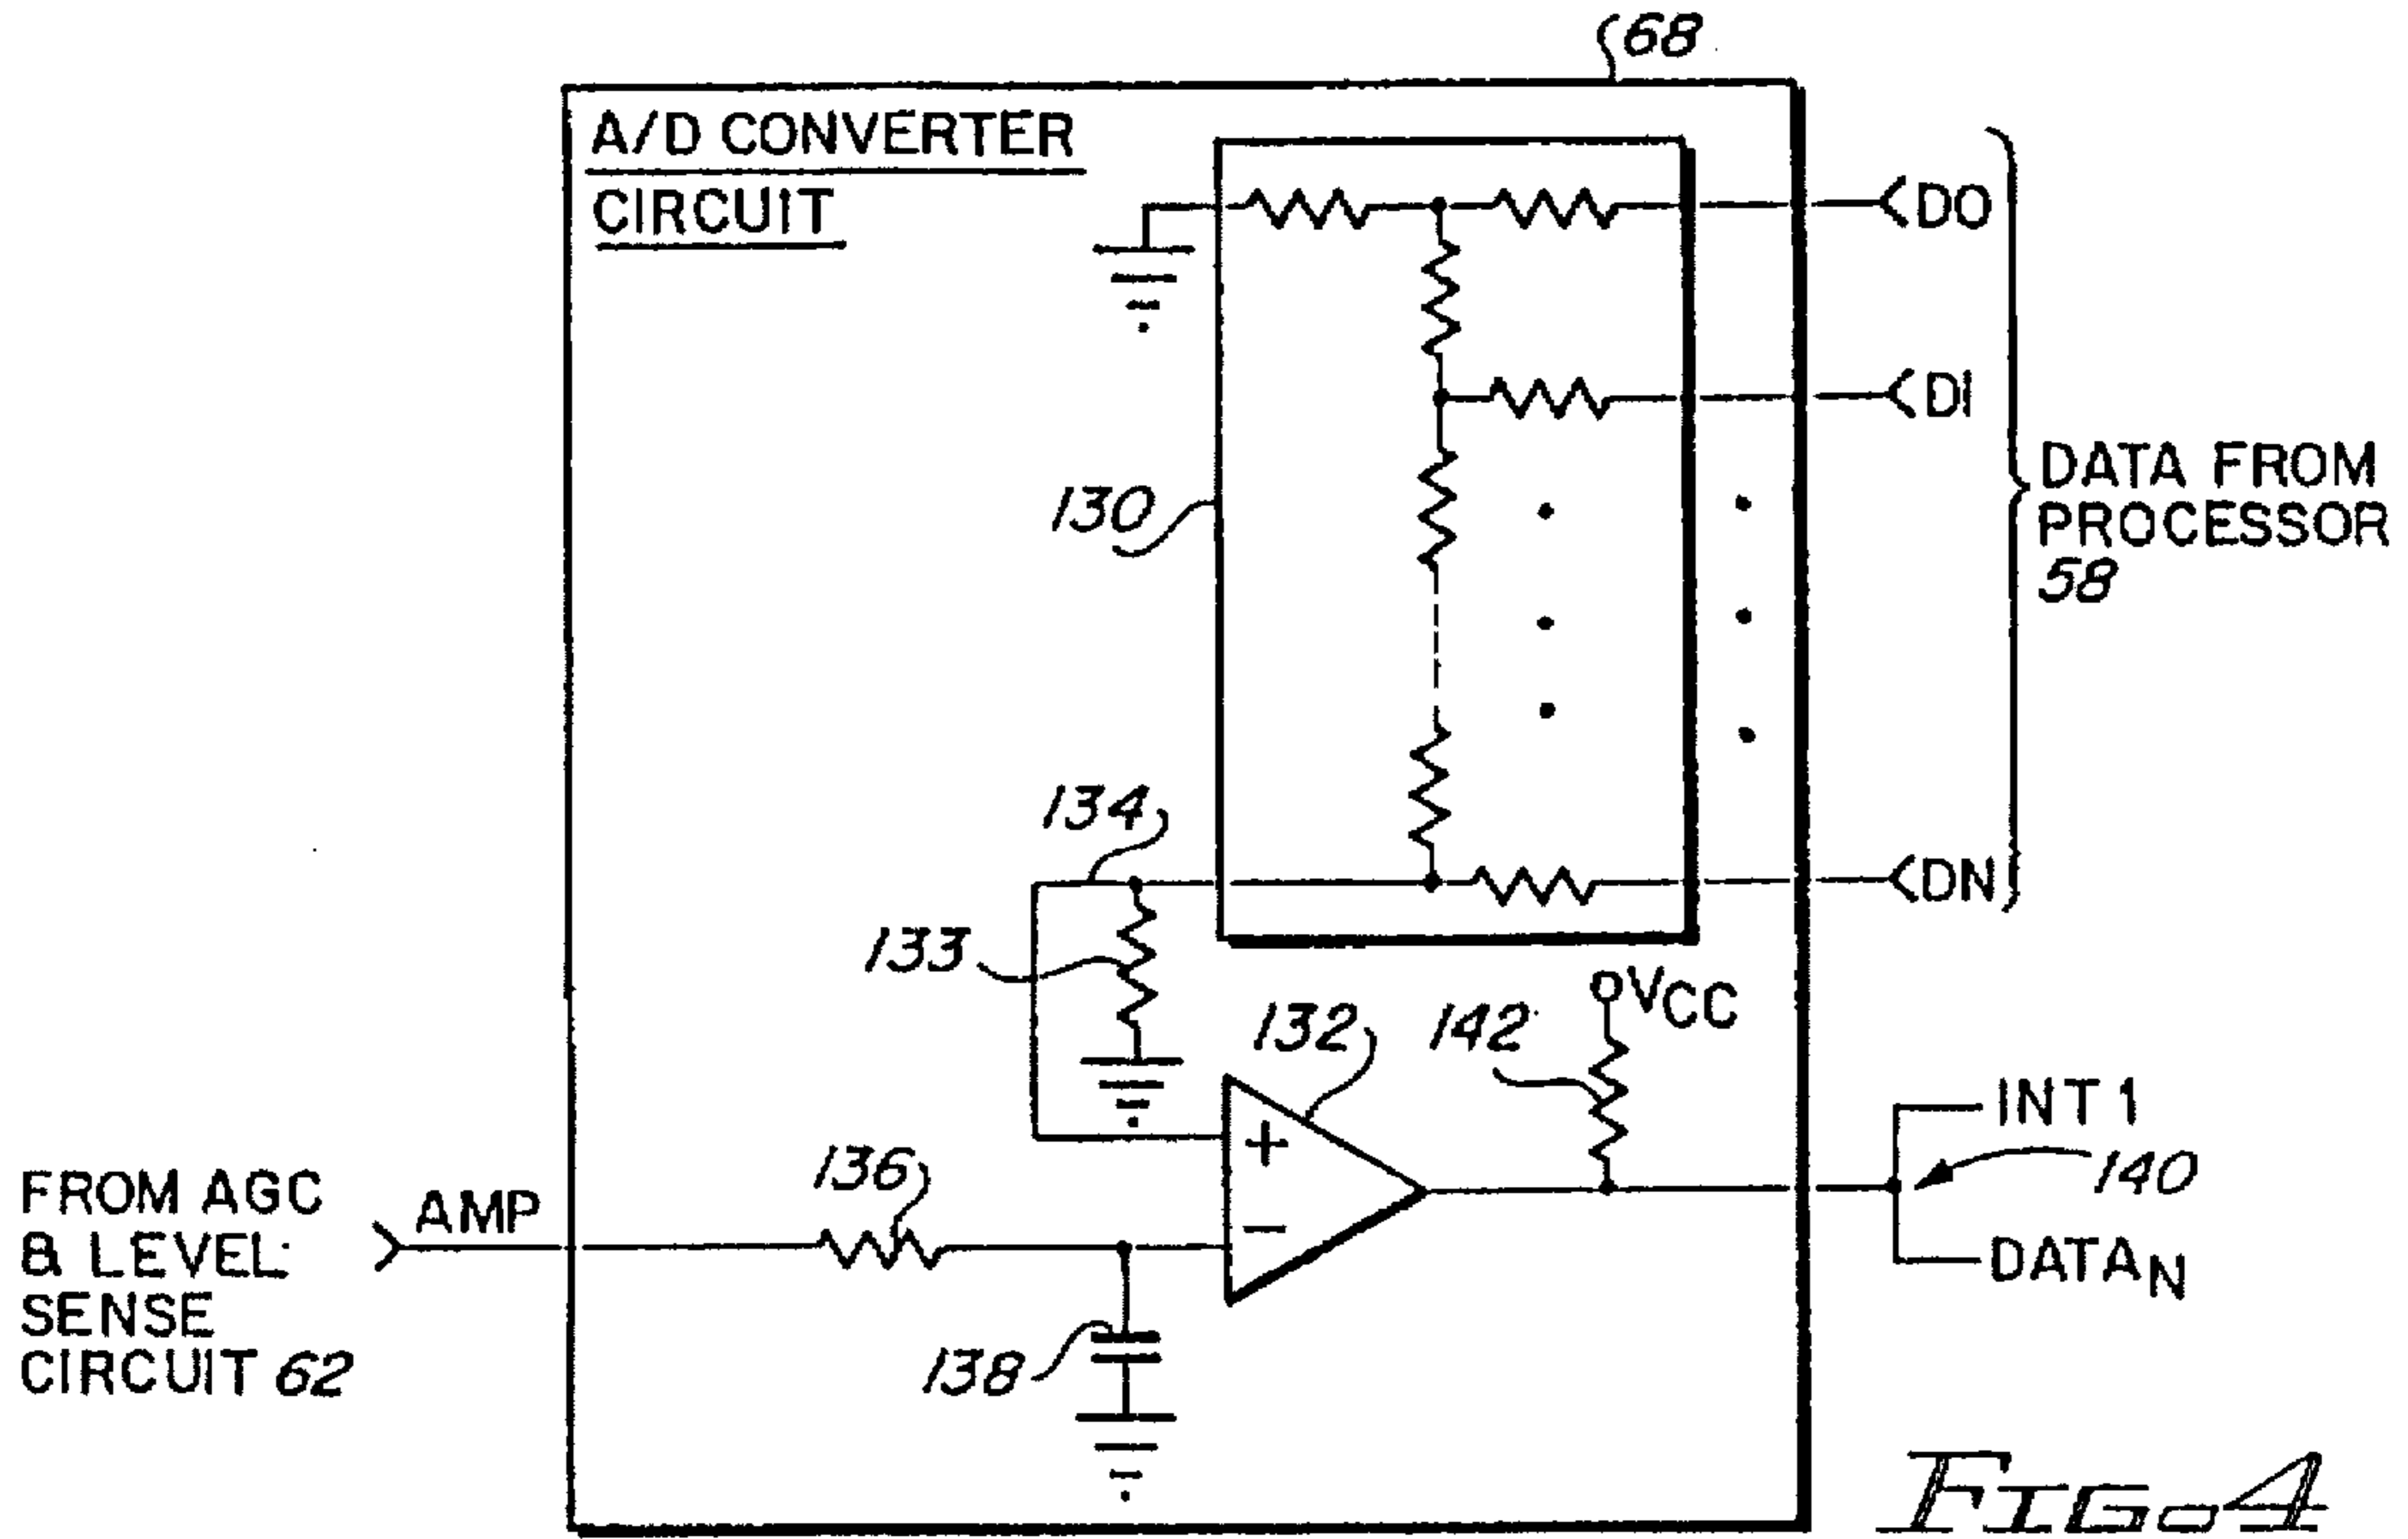 68
A/D CONVERTER
CIRCUIT
DO
DI
130
DATA FROM
PROCESSOR
58
134
DN
133
VCC
132
142
INT 1
136
140
FROM AGC
& LEVEL
SENSE
CIRCUIT 62
AMP
DATAN
138
+
−
FIG. 4